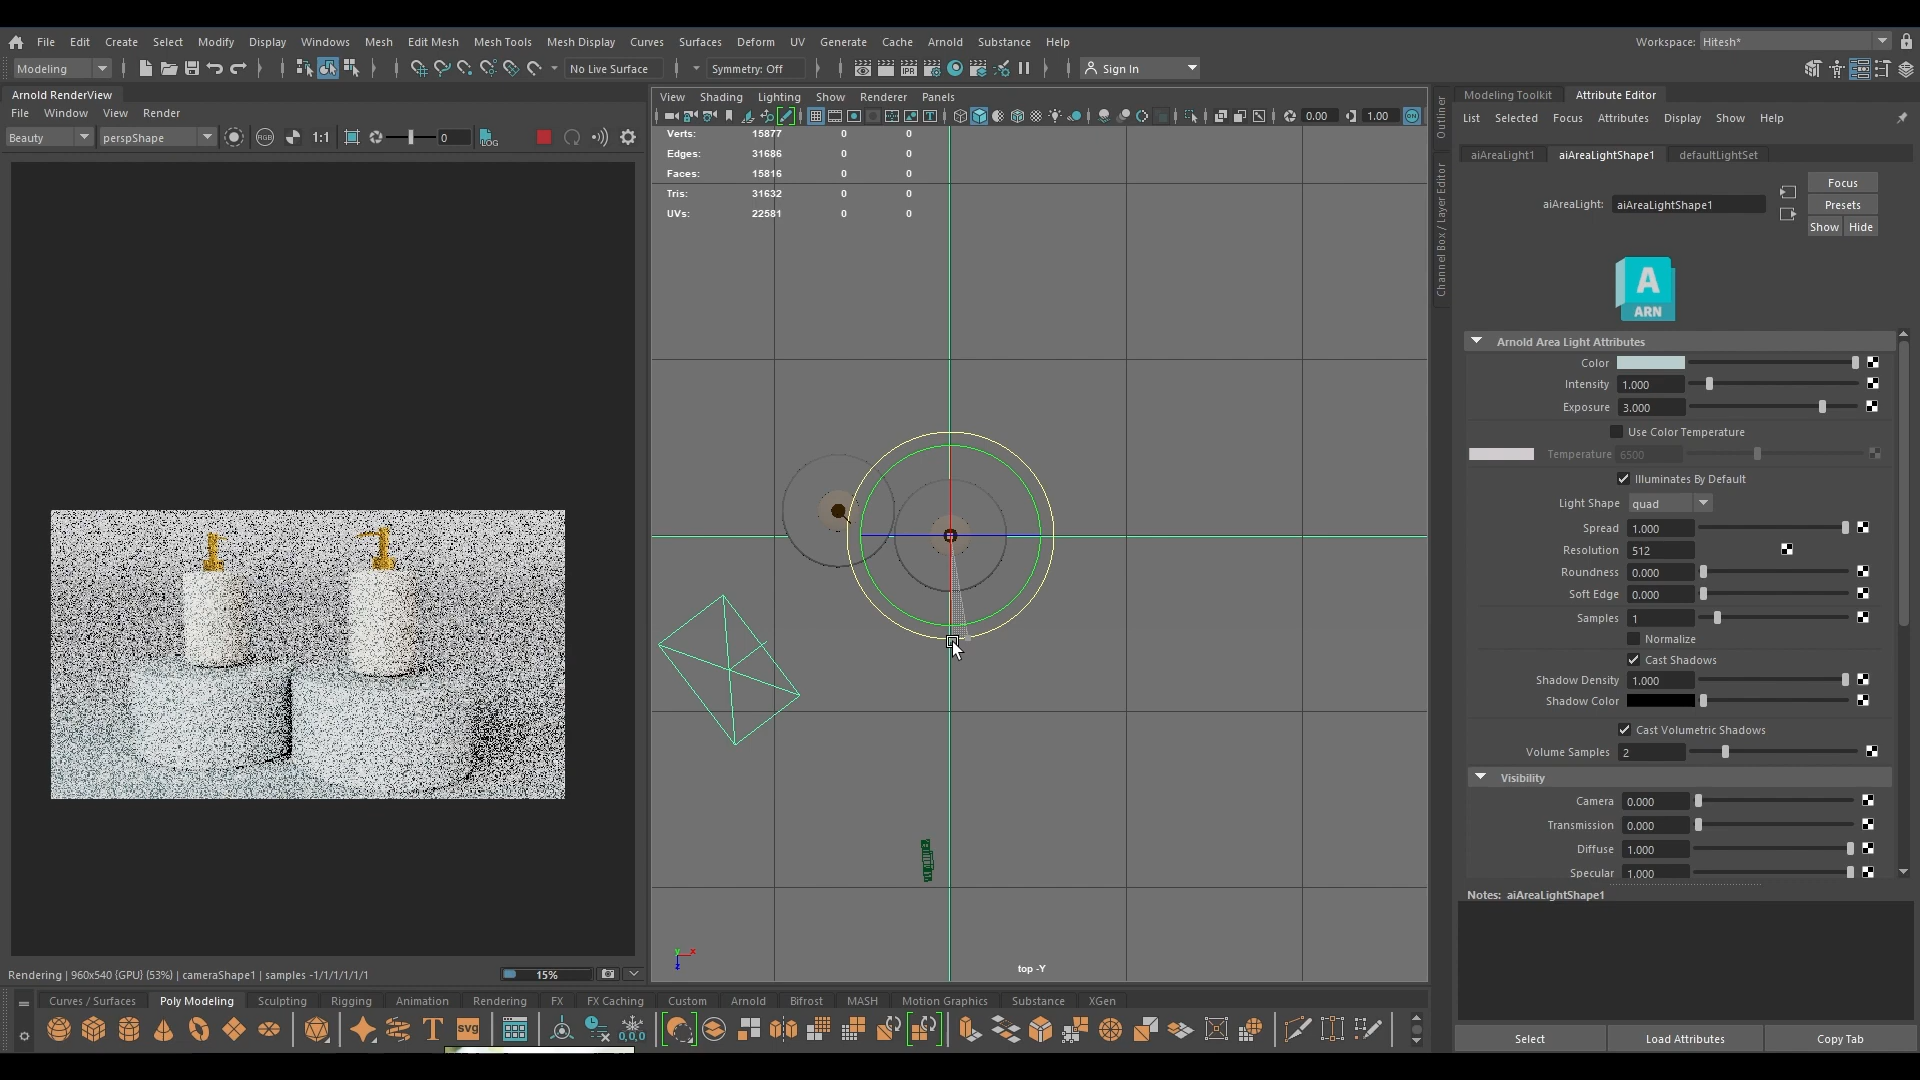 File Edit Create Select Modify Display Windows Mesh Edit Mesh Mesh Tools Mesh Display Curves Surfaces Deform UV Generate Cache Arnold Substance Help
Workspace: Hitesh*
Modeling
No Live Surface
Symmetry: Off
IPR
Sign In
Arnold RenderView
File Window View Render
Beauty
perspShape
RGB
1:1
0
LOG
View Shading Lighting Show Renderer Panels
0.00
1.00
Verts: 15877 0 0
Edges: 31686 0 0
Faces: 15816 0 0
Tris: 31632 0 0
UVs: 22581 0 0
y
x
z
top -Y
Outliner
Channel Box / Layer Editor
Modeling Toolkit Attribute Editor
List Selected Focus Attributes Display Show Help
aiAreaLight1 aiAreaLightShape1 defaultLightSet
Focus
aiAreaLight: aiAreaLightShape1
Presets
Show Hide
A
ARN
Arnold Area Light Attributes
Color
Intensity 1.000
Exposure 3.000
Use Color Temperature
Temperature 6500
Illuminates By Default
Light Shape quad
Spread 1.000
Resolution 512
Roundness 0.000
Soft Edge 0.000
Samples 1
Normalize
Cast Shadows
Shadow Density 1.000
Shadow Color
Cast Volumetric Shadows
Volume Samples 2
Visibility
Camera 0.000
Transmission 0.000
Diffuse 1.000
Specular 1.000
Notes: aiAreaLightShape1
Select Load Attributes Copy Tab
Rendering | 960x540 {GPU} (53%) | cameraShape1 | samples -1/1/1/1/1/1
15%
Curves / Surfaces Poly Modeling Sculpting Rigging Animation Rendering FX FX Caching Custom Arnold Bifrost MASH Motion Graphics Substance XGen
T
SVG
0,0,0